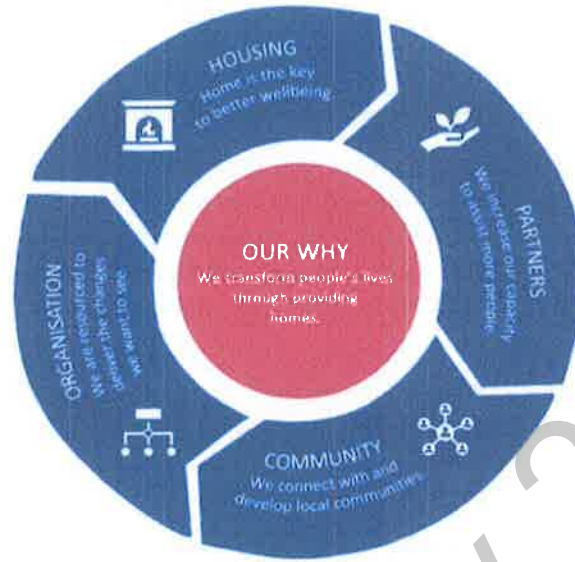 HOUSING
Home is the key
to better wellbeing.
PARTNERS
We increase our capacity
to assist more people.
COMMUNITY
We connect with and
develop local communities.
ORGANISATION
We are resourced to
deliver the changes
we want to see.
OUR WHY
We transform people's lives
through providing
homes.